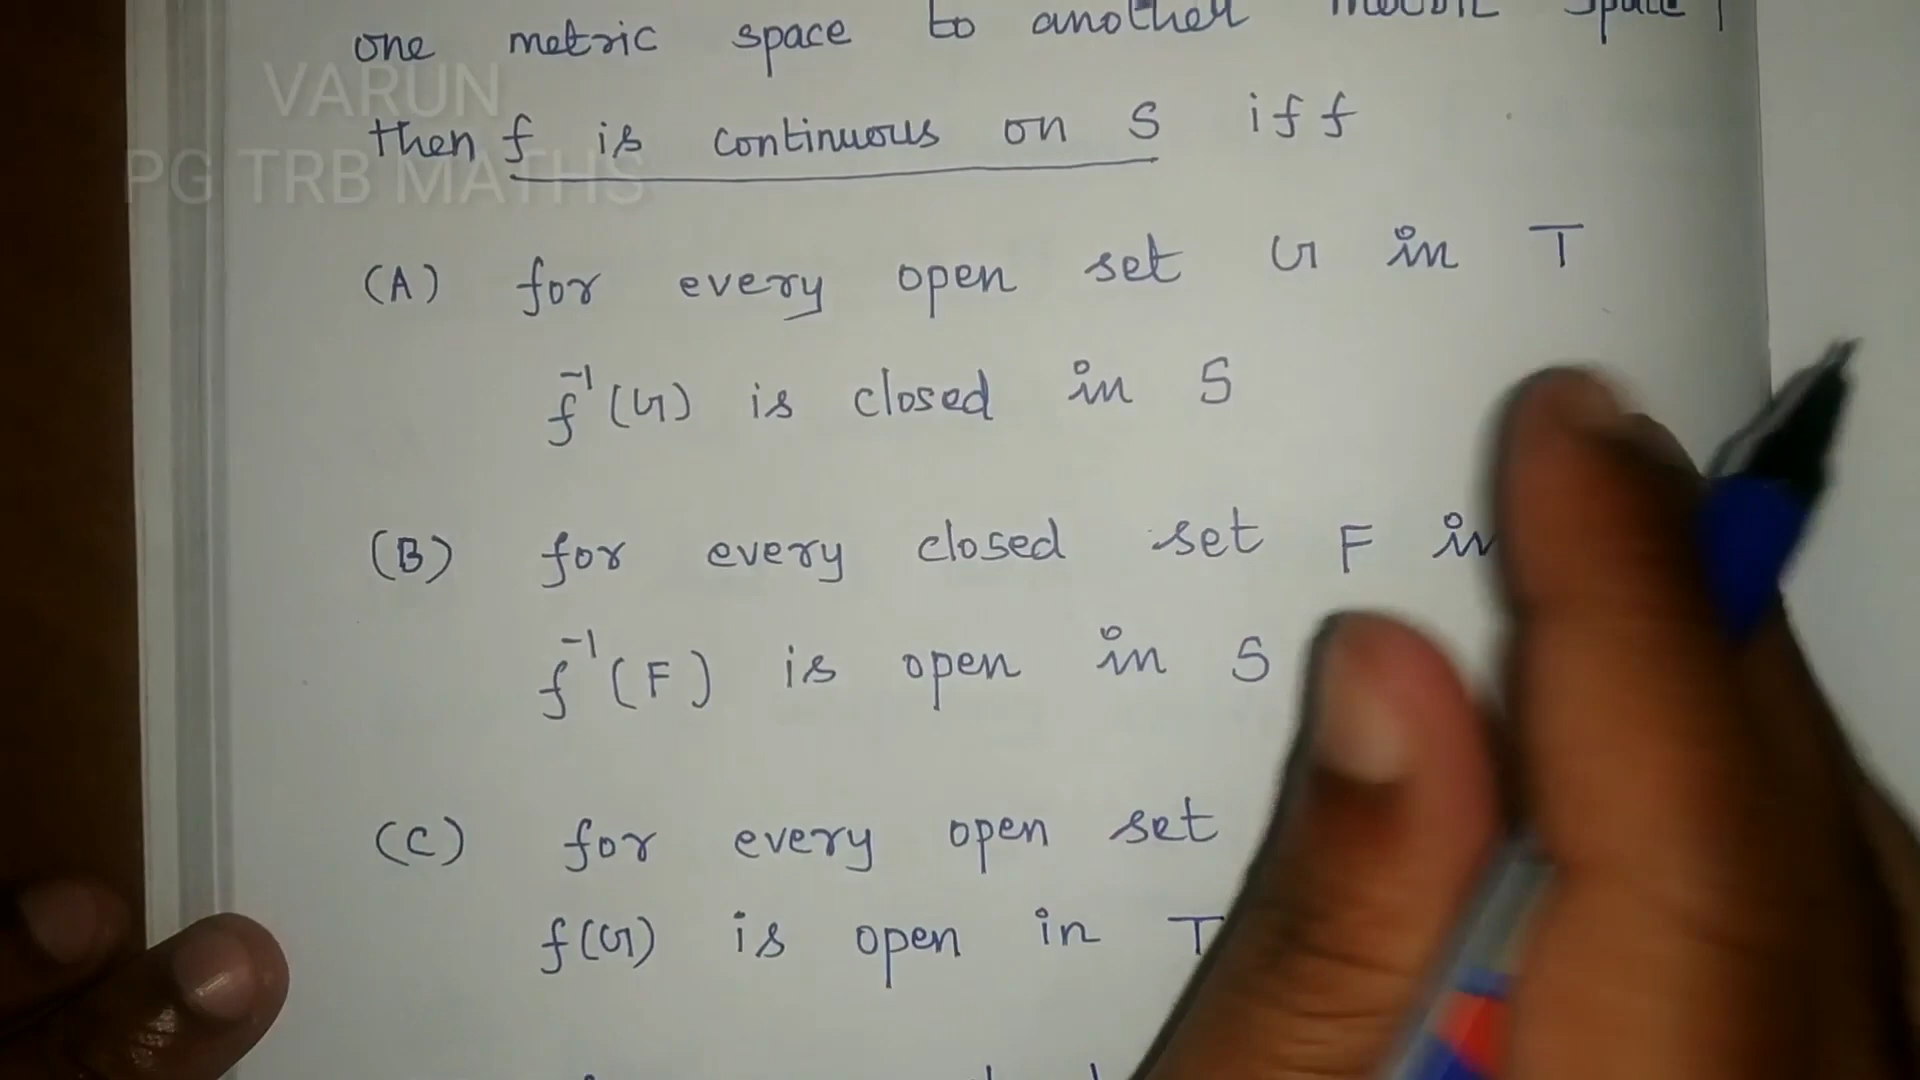 one metric space to another metric space,
then f is continuous on S iff
VARUN
PG TRB MATHS
(A) for every open set G in T
f⁻¹(G) is closed in S
(B) for every closed set F in
f⁻¹(F) is open in S
(C) for every open set
f(G) is open in T